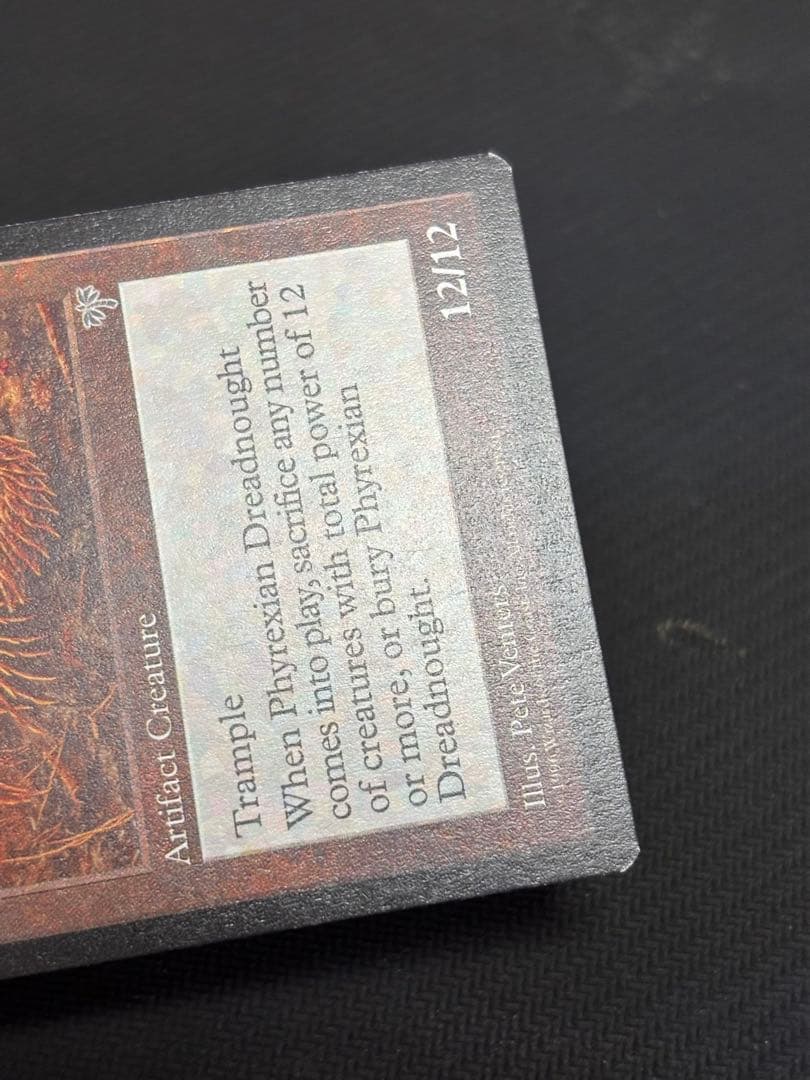 Artifact Creature
Trample
When Phyrexian Dreadnought
comes into play, sacrifice any number
of creatures with total power of 12
or more, or bury Phyrexian
Dreadnought.
12/12
Illus. Pete Venters